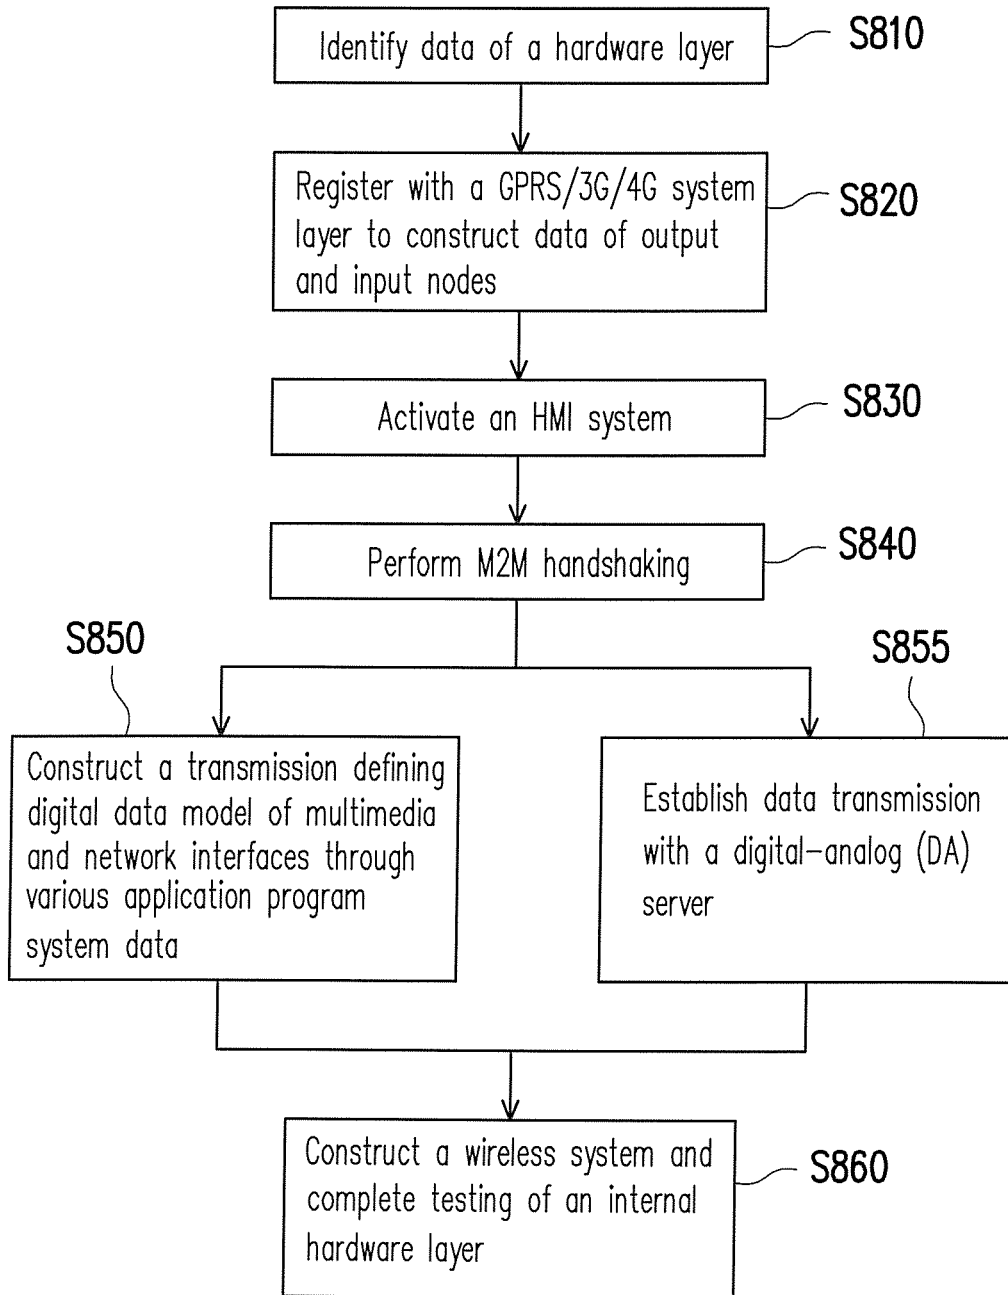 Identify data of a hardware layer
S810
Register with a GPRS/3G/4G system
layer to construct data of output
and input nodes
S820
Activate an HMI system
S830
Perform M2M handshaking
S840
S850
Construct a transmission defining
digital data model of multimedia
and network interfaces through
various application program
system data
S855
Establish data transmission
with a digital-analog (DA)
server
Construct a wireless system and
complete testing of an internal
hardware layer
S860